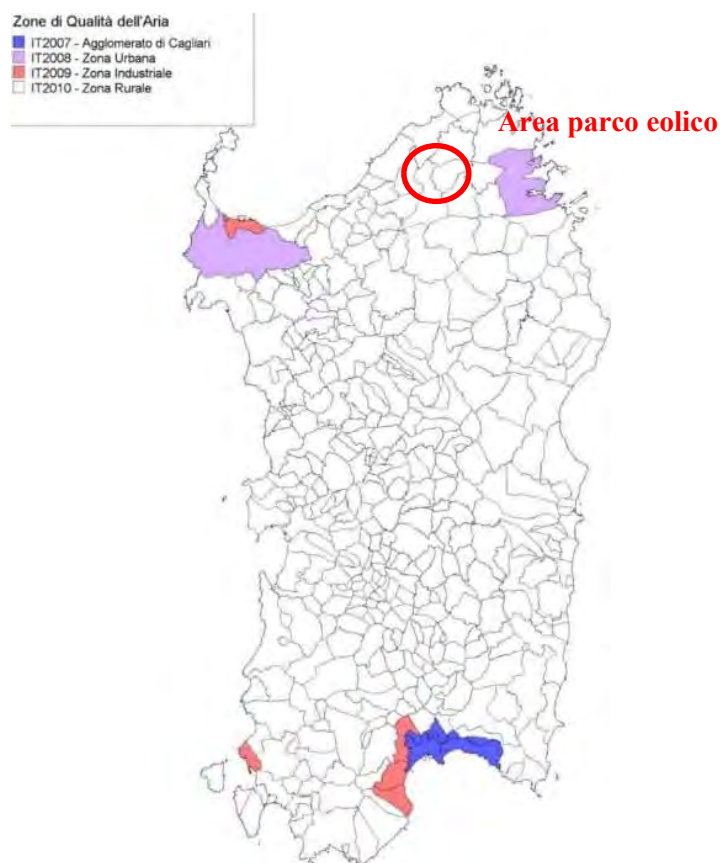 Zone di Qualità dell'Aria
IT2007 - Agglomerato di Cagliari
IT2008 - Zona Urbana
IT2009 - Zona Industriale
IT2010 - Zona Rurale
Area parco eolico